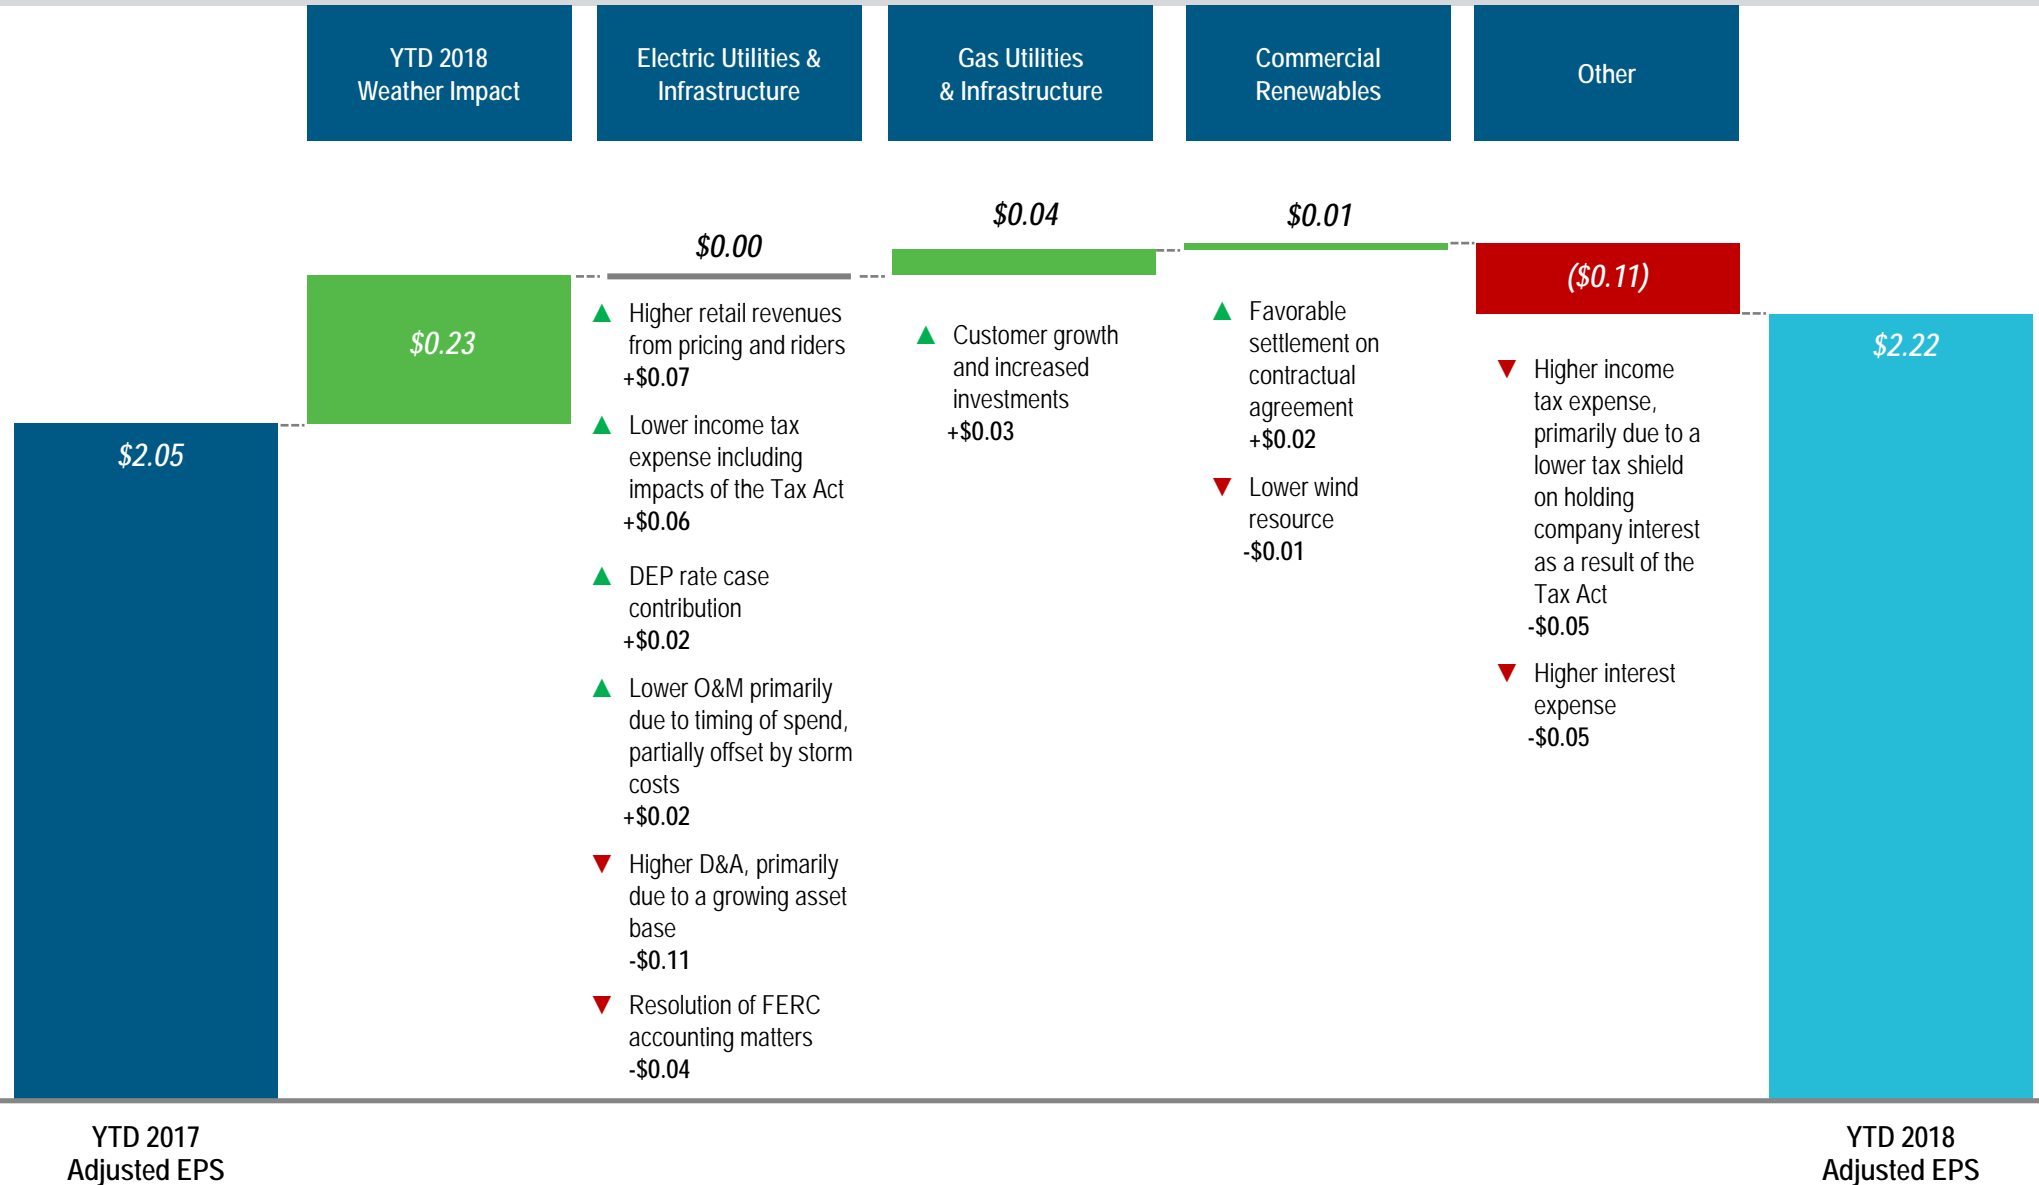 YTD 2018
Weather Impact
Electric Utilities &
Infrastructure
Gas Utilities
& Infrastructure
Commercial
Renewables
Other
$2.05
$0.23
$0.00
▲ Higher retail revenues
from pricing and riders
+$0.07
▲ Lower income tax
expense including
impacts of the Tax Act
+$0.06
▲ DEP rate case
contribution
+$0.02
▲ Lower O&M primarily
due to timing of spend,
partially offset by storm
costs
+$0.02
▼ Higher D&A, primarily
due to a growing asset
base
-$0.11
▼ Resolution of FERC
accounting matters
-$0.04
$0.04
▲ Customer growth
and increased
investments
+$0.03
$0.01
▲ Favorable
settlement on
contractual
agreement
+$0.02
▼ Lower wind
resource
-$0.01
($0.11)
▼ Higher income
tax expense,
primarily due to a
lower tax shield
on holding
company interest
as a result of the
Tax Act
-$0.05
▼ Higher interest
expense
-$0.05
$2.22
YTD 2017
Adjusted EPS
YTD 2018
Adjusted EPS